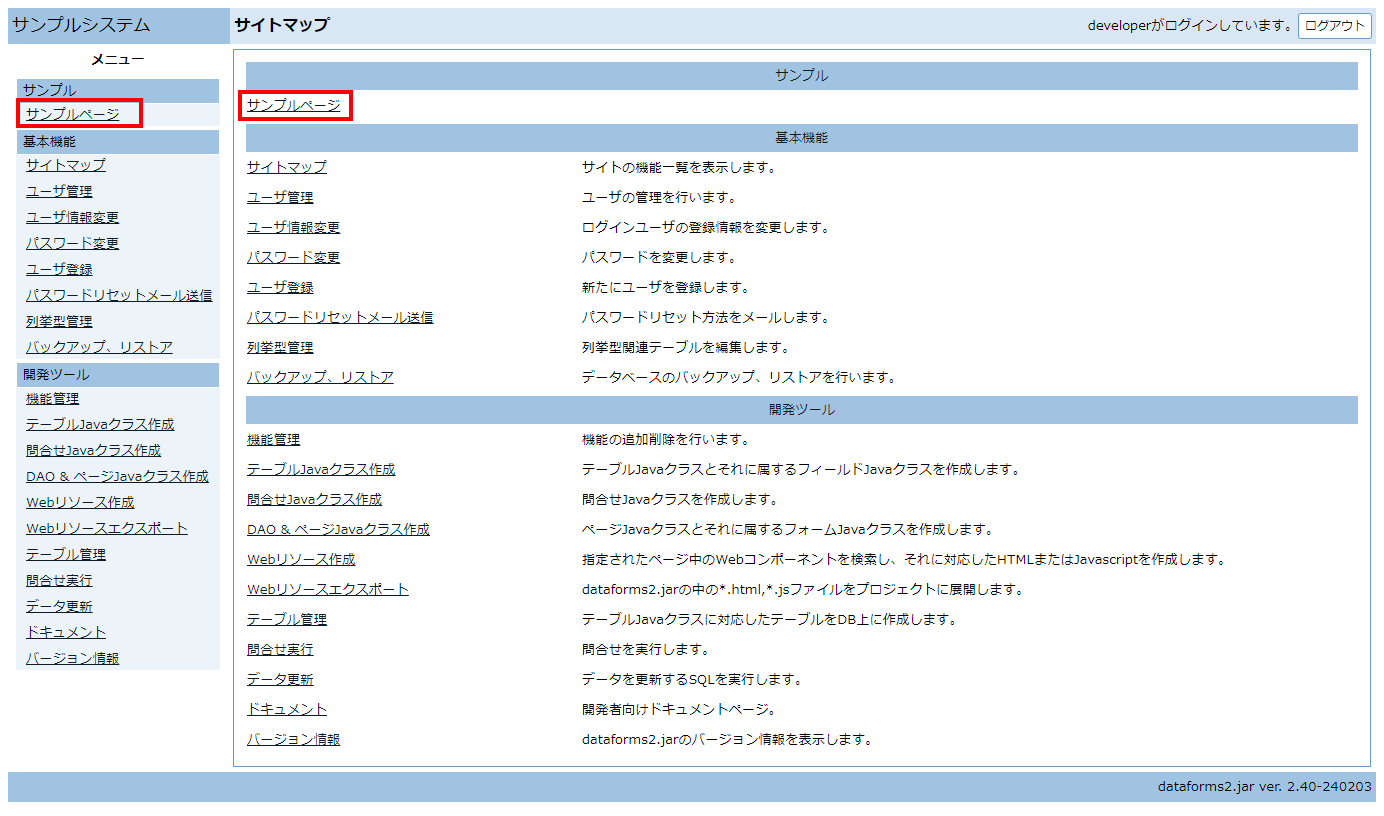 サンプルシステム
サイトマップ
developerがログインしています。 ログアウト
メニュー
サンプル
サンプルページ
基本機能
サイトマップ
ユーザ管理
ユーザ情報変更
パスワード変更
ユーザ登録
パスワードリセットメール送信
列挙型管理
バックアップ、リストア
開発ツール
機能管理
テーブルJavaクラス作成
問合せJavaクラス作成
DAO & ページJavaクラス作成
Webリソース作成
Webリソースエクスポート
テーブル管理
問合せ実行
データ更新
ドキュメント
バージョン情報
サンプル
サンプルページ
基本機能
サイトマップ サイトの機能一覧を表示します。
ユーザ管理 ユーザの管理を行います。
ユーザ情報変更 ログインユーザの登録情報を変更します。
パスワード変更 パスワードを変更します。
ユーザ登録 新たにユーザを登録します。
パスワードリセットメール送信 パスワードリセット方法をメールします。
列挙型管理 列挙型関連テーブルを編集します。
バックアップ、リストア データベースのバックアップ、リストアを行います。
開発ツール
機能管理 機能の追加削除を行います。
テーブルJavaクラス作成 テーブルJavaクラスとそれに属するフィールドJavaクラスを作成します。
問合せJavaクラス作成 問合せJavaクラスを作成します。
DAO & ページJavaクラス作成 ページJavaクラスとそれに属するフォームJavaクラスを作成します。
Webリソース作成 指定されたページ中のWebコンポーネントを検索し、それに対応したHTMLまたはJavascriptを作成します。
Webリソースエクスポート dataforms2.jarの中の*.html,*.jsファイルをプロジェクトに展開します。
テーブル管理 テーブルJavaクラスに対応したテーブルをDB上に作成します。
問合せ実行 問合せを実行します。
データ更新 データを更新するSQLを実行します。
ドキュメント 開発者向けドキュメントページ。
バージョン情報 dataforms2.jarのバージョン情報を表示します。
dataforms2.jar ver. 2.40-240203